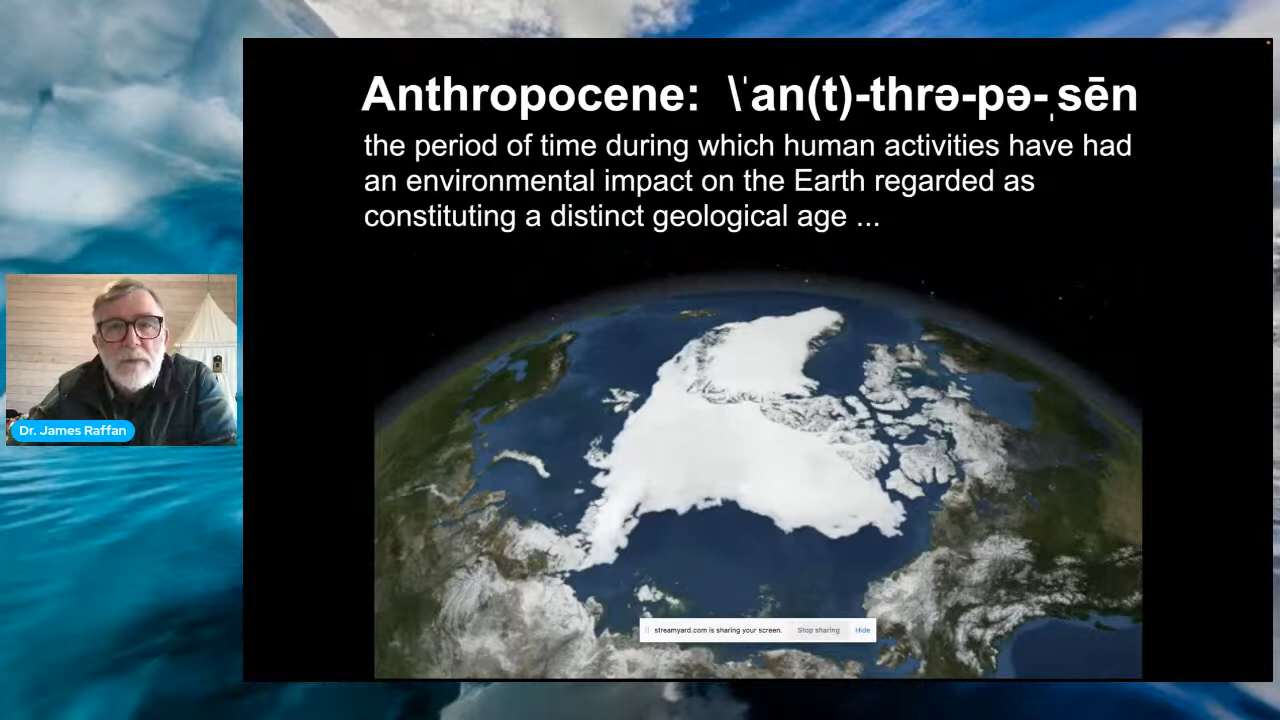 Anthropocene: \ˈan(t)-thrə-pə-ˌsēn
the period of time during which human activities have had
an environmental impact on the Earth regarded as
constituting a distinct geological age ...
Dr. James Raffan
streamyard.com is sharing your screen. Stop sharing Hide